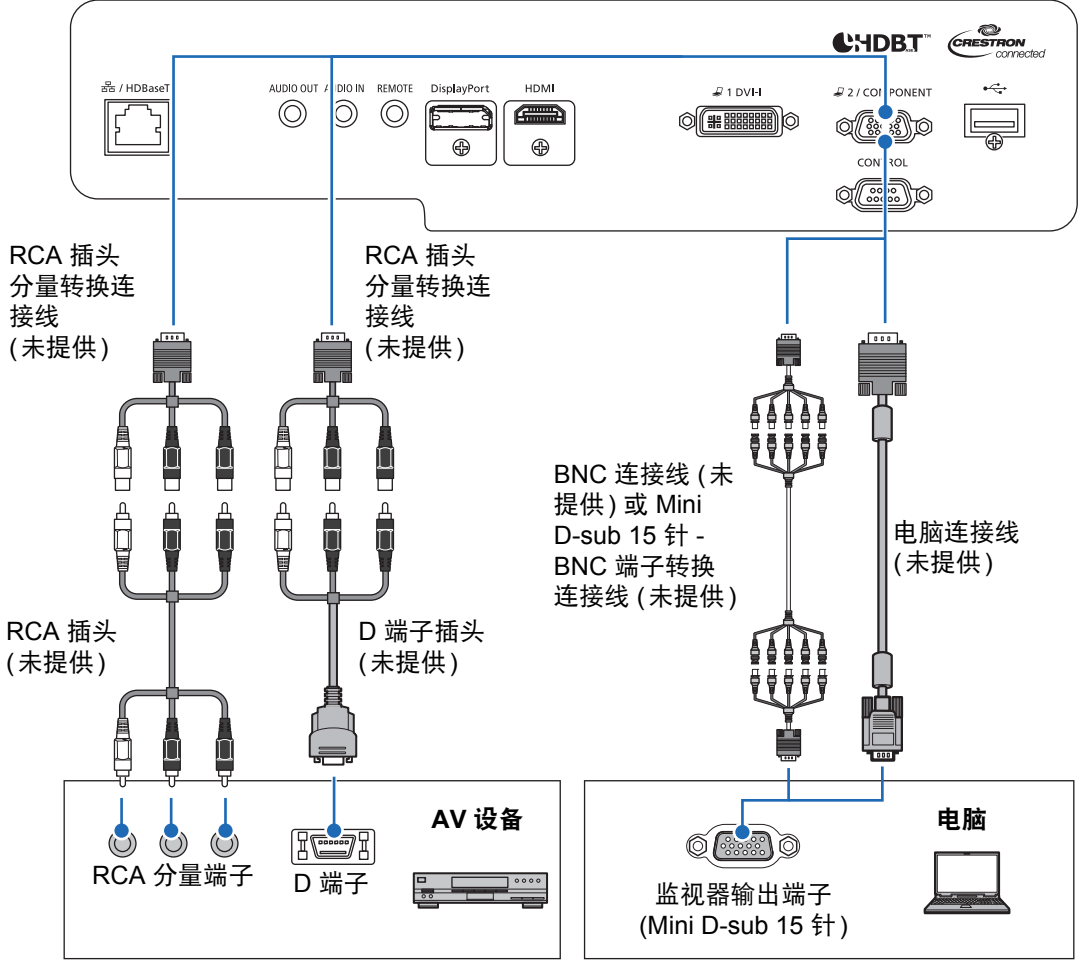 HDBT™
CRESTRON
connected
/ HDBaseT
AUDIO OUT
AUDIO IN
REMOTE
DisplayPort
HDMI
1 DVI-I
2 / COMPONENT
CONTROL
RCA 插头
分量转换连
接线
(未提供)
RCA 插头
分量转换连
接线
(未提供)
BNC 连接线 (未
提供) 或 Mini
D-sub 15 针 -
BNC 端子转换
连接线 (未提供)
电脑连接线
(未提供)
RCA 插头
(未提供)
D 端子插头
(未提供)
AV 设备
RCA 分量端子
D 端子
电脑
监视器输出端子
(Mini D-sub 15 针)